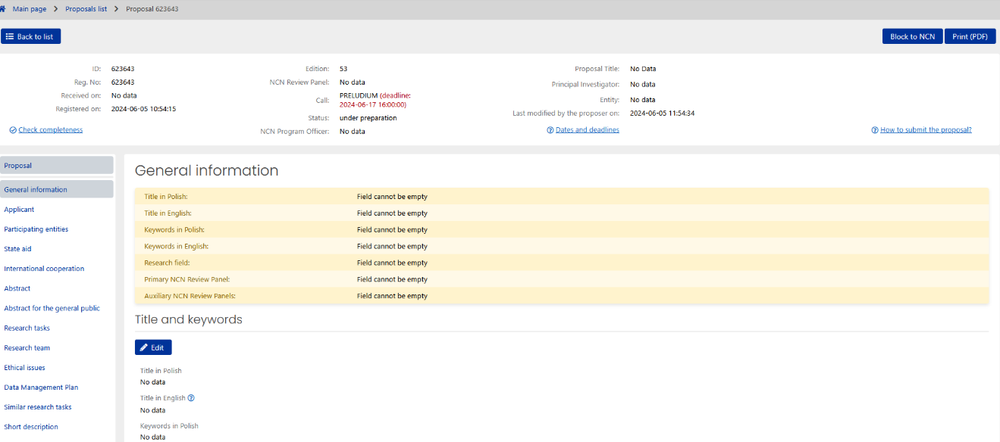 Main page > Proposals list > Proposal 623643
Back to list
Block to NCN
Print (PDF)
ID: 623643
Reg. No: 623643
Received on: No data
Registered on: 2024-06-05 10:54:15
Check completeness
Edition: 53
NCN Review Panel: No data
Call: PRELUDIUM (deadline:
2024-06-17 16:00:00)
Status: under preparation
NCN Program Officer: No data
Proposal Title: No Data
Principal Investigator: No data
Entity: No data
Last modified by the proposer on: 2024-06-05 11:54:34
Dates and deadlines
How to submit the proposal?
Proposal
General information
Applicant
Participating entities
State aid
International cooperation
Abstract
Abstract for the general public
Research tasks
Research team
Ethical issues
Data Management Plan
Similar research tasks
Short description
General information
Title in Polish: Field cannot be empty
Title in English: Field cannot be empty
Keywords in Polish: Field cannot be empty
Keywords in English: Field cannot be empty
Research field: Field cannot be empty
Primary NCN Review Panel: Field cannot be empty
Auxiliary NCN Review Panels: Field cannot be empty
Title and keywords
Edit
Title in Polish
No data
Title in English
No data
Keywords in Polish
No data